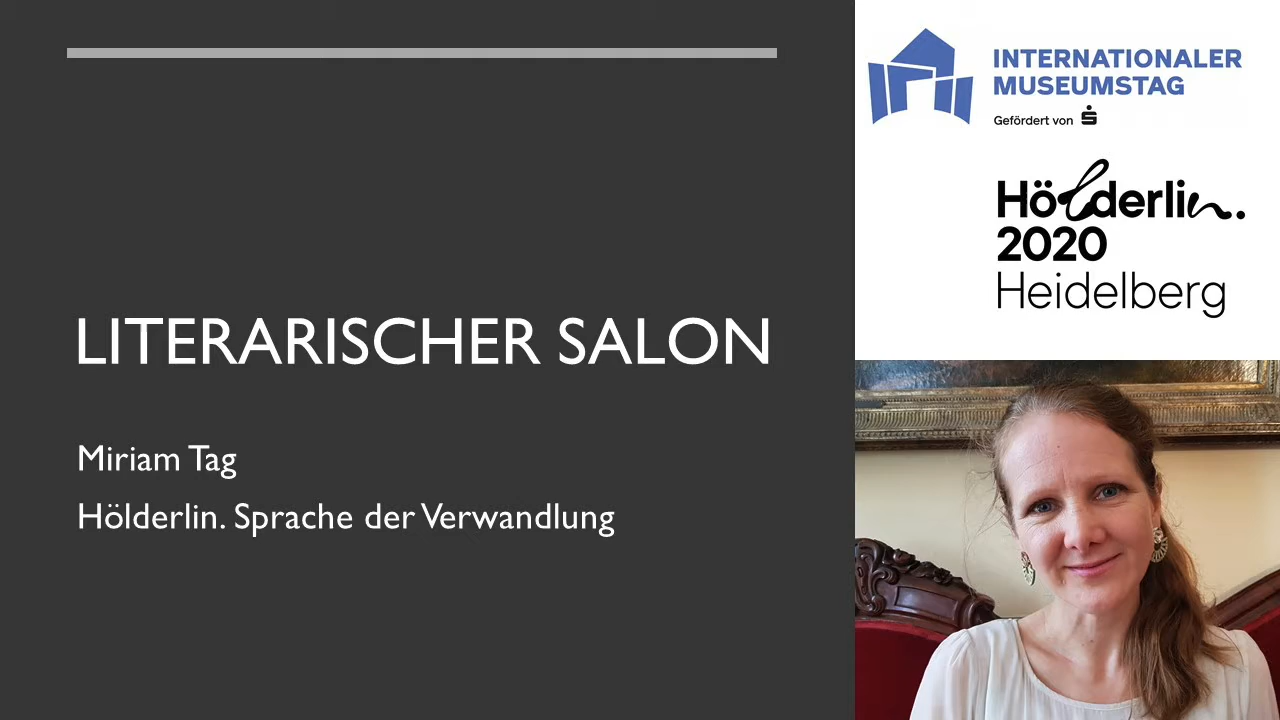 LITERARISCHER SALON
Miriam Tag
Hölderlin. Sprache der Verwandlung
INTERNATIONALER
MUSEUMSTAG
Gefördert von
Hölderlin.
2020
Heidelberg